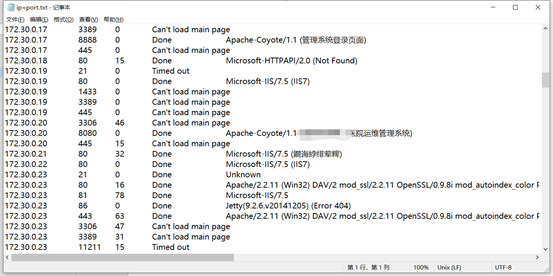 ip+port.txt - 记事本
文件(F) 编辑(E) 格式(O) 查看(V) 帮助(H)
172.30.0.17 3389 0 Can't load main page
172.30.0.17 8888 0 Done Apache-Coyote/1.1 (管理系统登录页面)
172.30.0.17 445 0 Can't load main page
172.30.0.18 80 15 Done Microsoft-HTTPAPI/2.0 (Not Found)
172.30.0.19 21 0 Timed out
172.30.0.19 80 0 Done Microsoft-IIS/7.5 (IIS7)
172.30.0.19 1433 0 Can't load main page
172.30.0.19 3389 0 Can't load main page
172.30.0.19 445 0 Can't load main page
172.30.0.20 3306 46 Can't load main page
172.30.0.20 8080 0 Done Apache-Coyote/1.1 医院运维管理系统)
172.30.0.20 445 15 Can't load main page
172.30.0.21 80 32 Done Microsoft-IIS/7.5
172.30.0.22 80 0 Done Microsoft-IIS/7.5 (IIS7)
172.30.0.23 21 0 Done Unknown
172.30.0.23 80 16 Done Apache/2.2.11 (Win32) DAV/2 mod_ssl/2.2.11 OpenSSL/0.9.8i mod_autoindex_color P
172.30.0.23 81 78 Done Microsoft-IIS/7.5
172.30.0.23 86 0 Done Jetty(9.2.6.v20141205) (Error 404)
172.30.0.23 443 63 Done Apache/2.2.11 (Win32) DAV/2 mod_ssl/2.2.11 OpenSSL/0.9.8i mod_autoindex_color P
172.30.0.23 3306 47 Can't load main page
172.30.0.23 3389 31 Can't load main page
172.30.0.23 11211 15 Timed out
第 1 行，第 1 列 100% Unix (LF) UTF-8